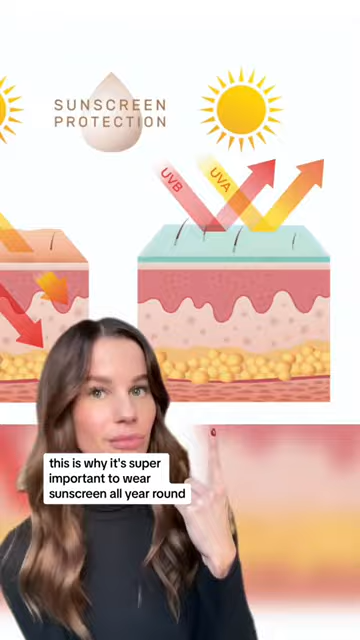 SUNSCREEN
PROTECTION
UVB
UVA
this is why it's super
important to wear
sunscreen all year round